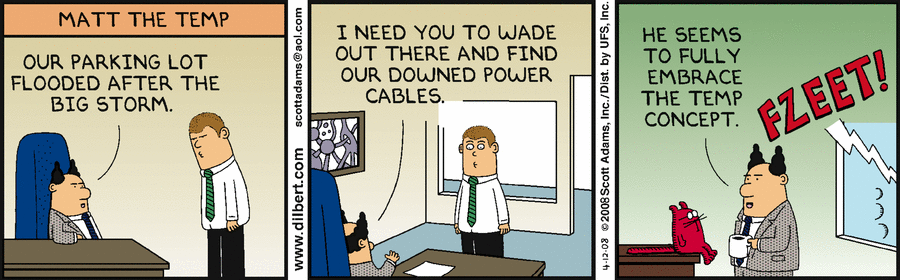 MATT THE TEMP
OUR PARKING LOT
FLOODED AFTER THE
BIG STORM.
www.dilbert.com
scottadams@aol.com
I NEED YOU TO WADE
OUT THERE AND FIND
OUR DOWNED POWER
CABLES.
4-12-08 © 2008 Scott Adams, Inc./Dist. by UFS, Inc.
HE SEEMS
TO FULLY
EMBRACE
THE TEMP
CONCEPT.
FZEET!